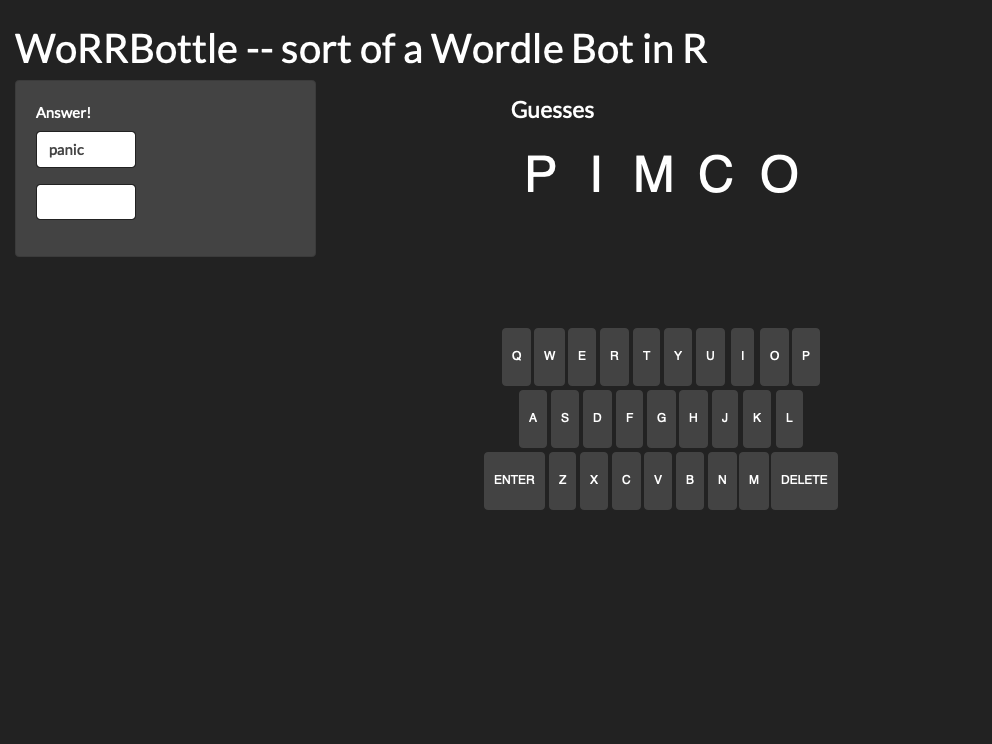 WoRRBottle -- sort of a Wordle Bot in R
Answer!
panic
Guesses
P I M C O
Q W E R T Y U I O P
A S D F G H J K L
ENTER Z X C V B N M DELETE